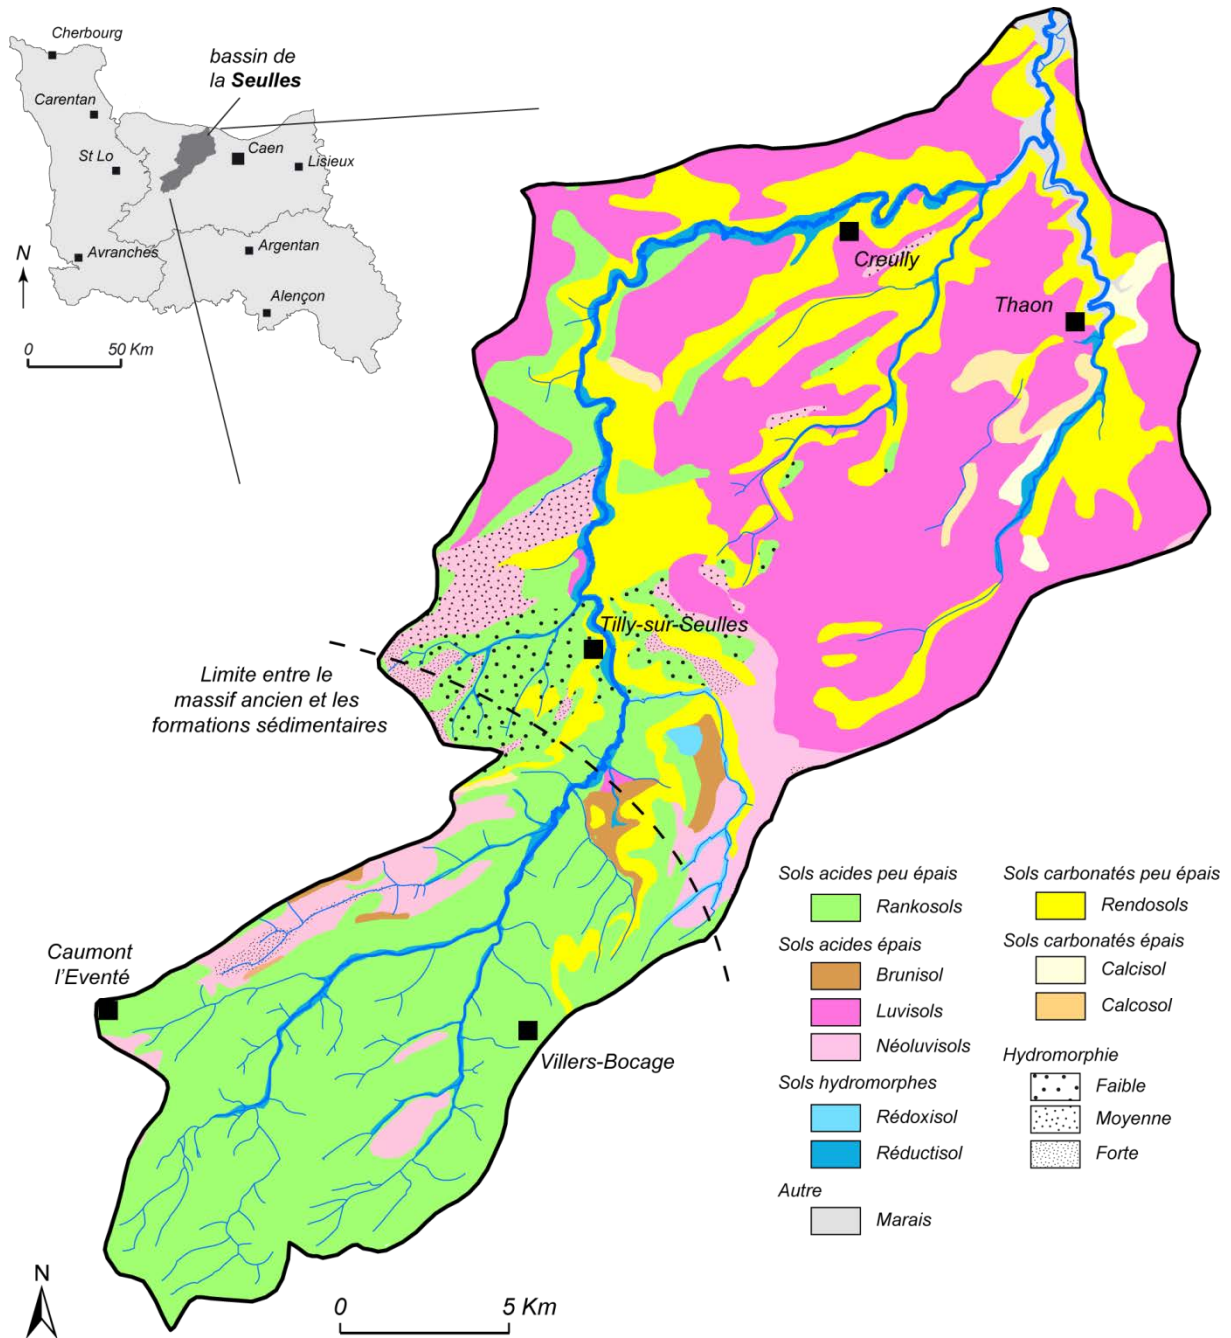 Cherbourg
bassin de
la Seulles
Carentan
St Lo
Caen
Lisieux
N
Avranches
Argentan
Alençon
0 50 Km
Creully
Thaon
Tilly-sur-Seulles
Limite entre le
massif ancien et les
formations sédimentaires
Caumont
l'Eventé
Villers-Bocage
Sols acides peu épais
Rankosols
Sols acides épais
Brunisol
Luvisols
Néoluvisols
Sols hydromorphes
Rédoxisol
Réductisol
Autre
Marais
Sols carbonatés peu épais
Rendosols
Sols carbonatés épais
Calcisol
Calcosol
Hydromorphie
Faible
Moyenne
Forte
N
0 5 Km